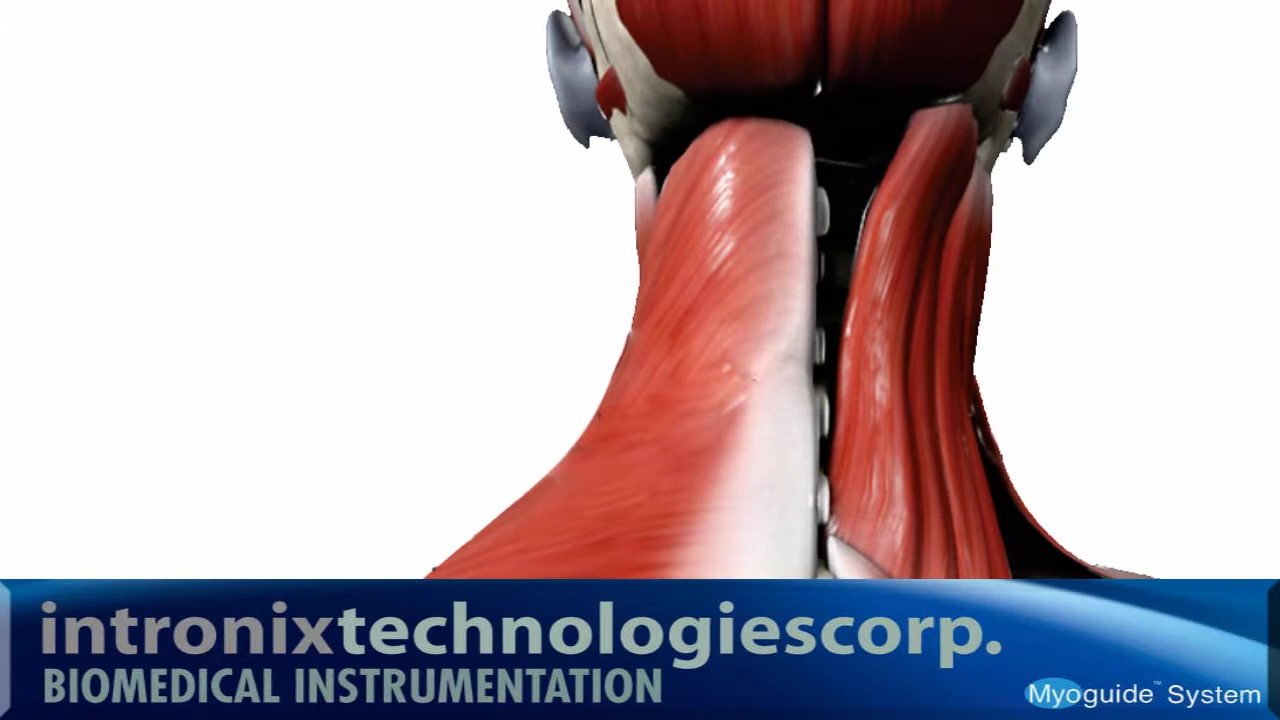 intronixtechnologiescorp.
BIOMEDICAL INSTRUMENTATION
Myoguide™ System